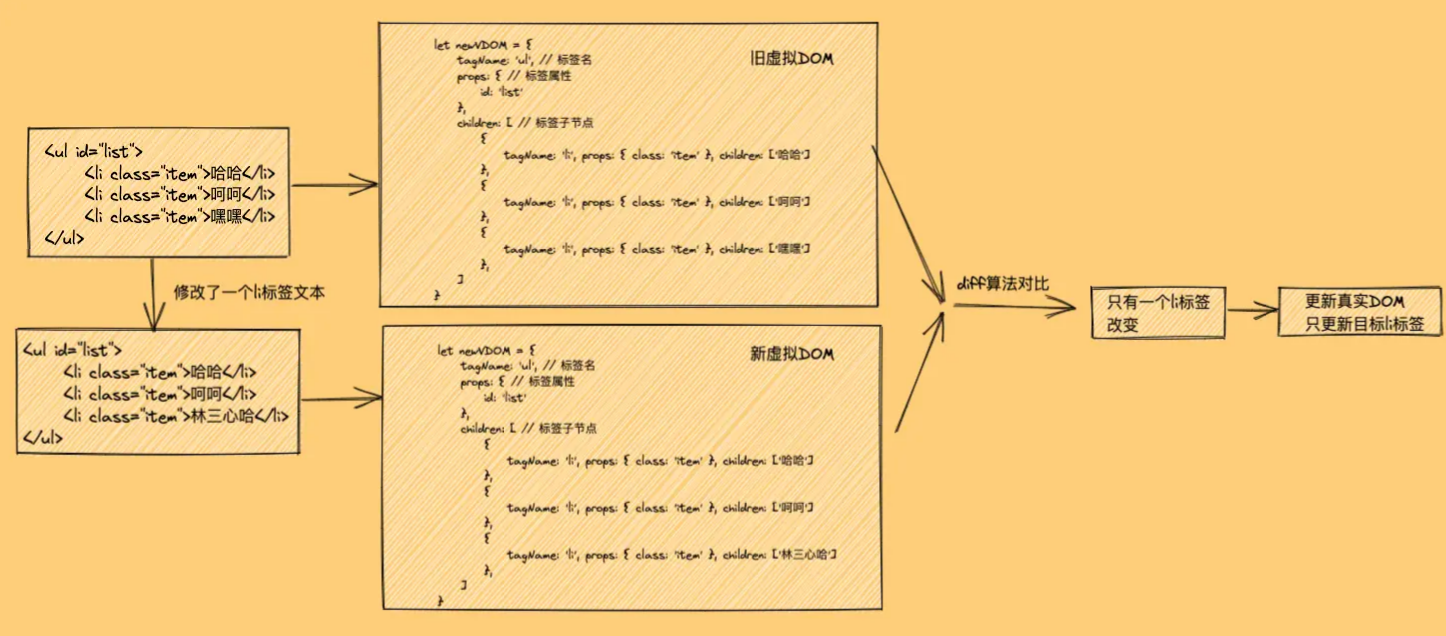 <ul id="list">
<li class="item">哈哈</li>
<li class="item">呵呵</li>
<li class="item">嘿嘿</li>
</ul>
修改了一个li标签文本
<ul id="list">
<li class="item">哈哈</li>
<li class="item">呵呵</li>
<li class="item">林三心哈</li>
</ul>
旧虚拟DOM
let newVDOM = {
tagName: 'ul', // 标签名
props: { // 标签属性
id: 'list'
},
children: [ // 标签子节点
{
tagName: 'li', props: { class: 'item' }, children: ['哈哈']
},
{
tagName: 'li', props: { class: 'item' }, children: ['呵呵']
},
{
tagName: 'li', props: { class: 'item' }, children: ['嘿嘿']
},
]
}
新虚拟DOM
let newVDOM = {
tagName: 'ul', // 标签名
props: { // 标签属性
id: 'list'
},
children: [ // 标签子节点
{
tagName: 'li', props: { class: 'item' }, children: ['哈哈']
},
{
tagName: 'li', props: { class: 'item' }, children: ['呵呵']
},
{
tagName: 'li', props: { class: 'item' }, children: ['林三心哈']
},
]
}
diff算法对比
只有一个li标签
改变
更新真实DOM
只更新目标li标签